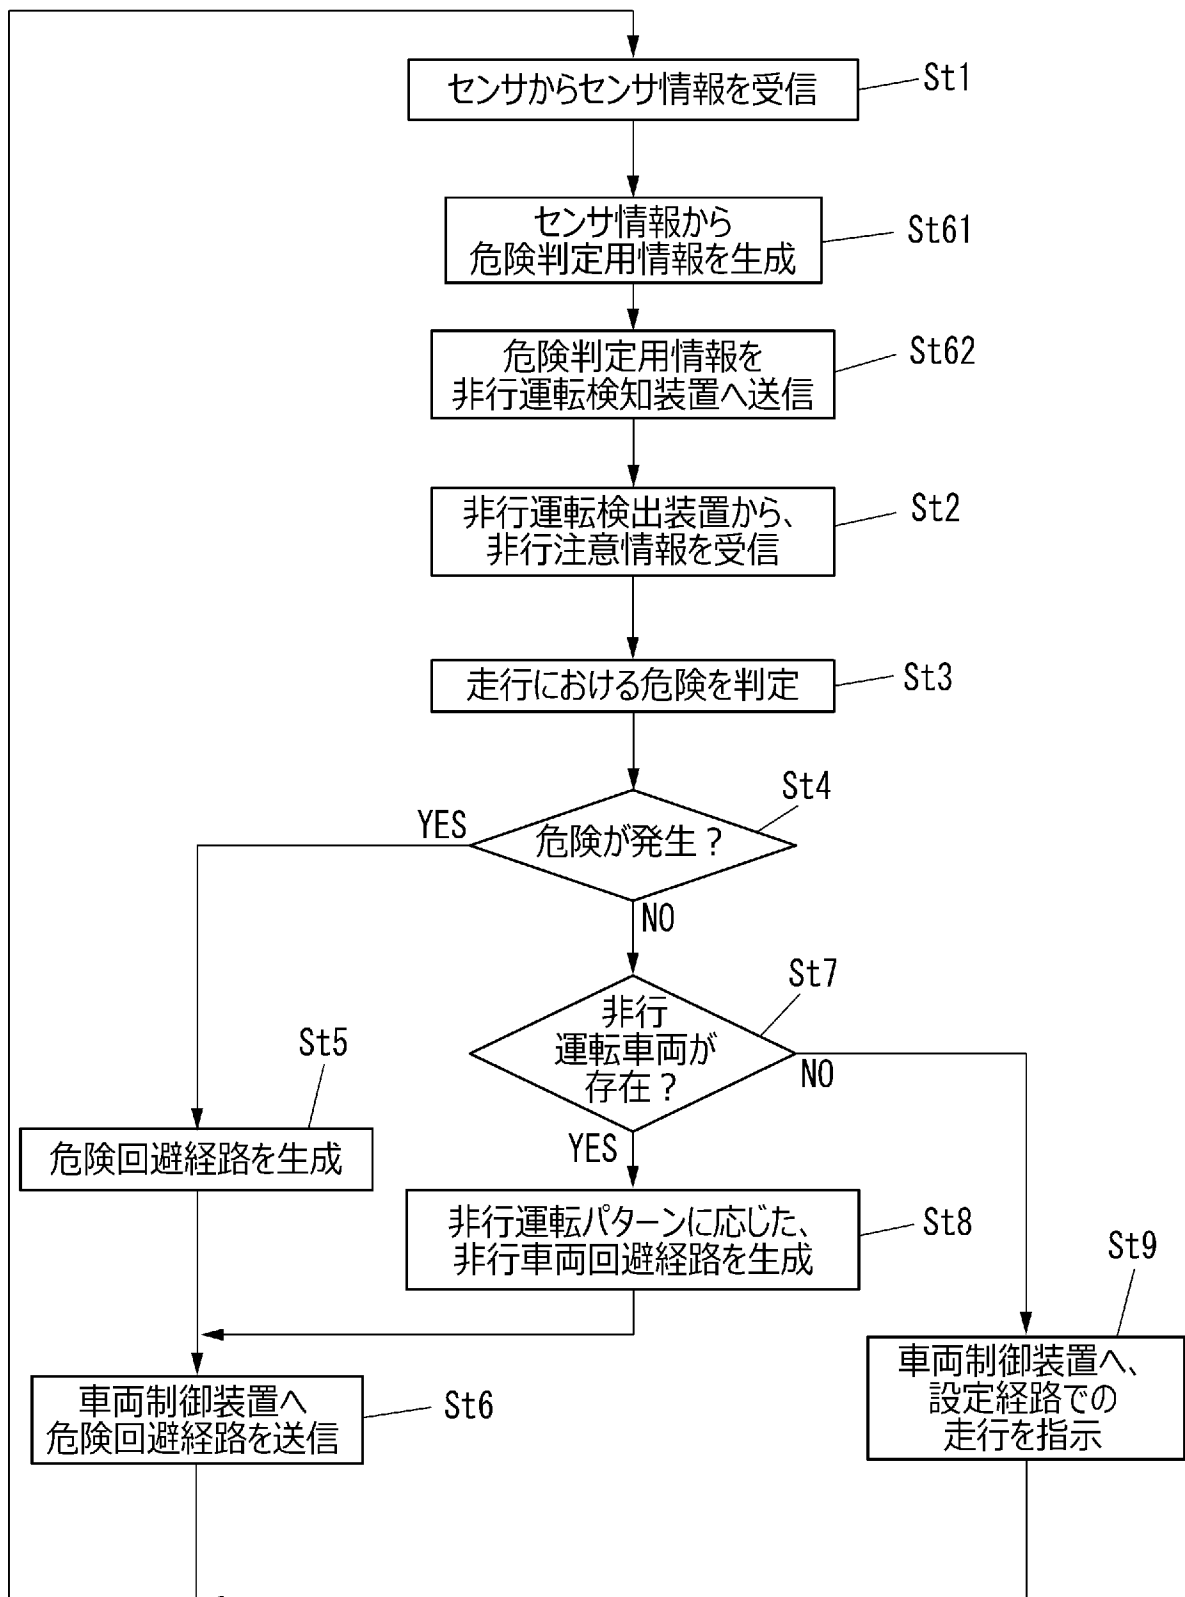 センサからセンサ情報を受信
St1
センサ情報から
危険判定用情報を生成
St61
危険判定用情報を
非行運転検知装置へ送信
St62
非行運転検出装置から、
非行注意情報を受信
St2
走行における危険を判定
St3
St4
YES
危険が発生？
NO
St7
非行
運転車両が
存在？
NO
YES
St5
危険回避経路を生成
非行運転パターンに応じた、
非行車両回避経路を生成
St8
St9
車両制御装置へ、
設定経路での
走行を指示
車両制御装置へ
危険回避経路を送信
St6